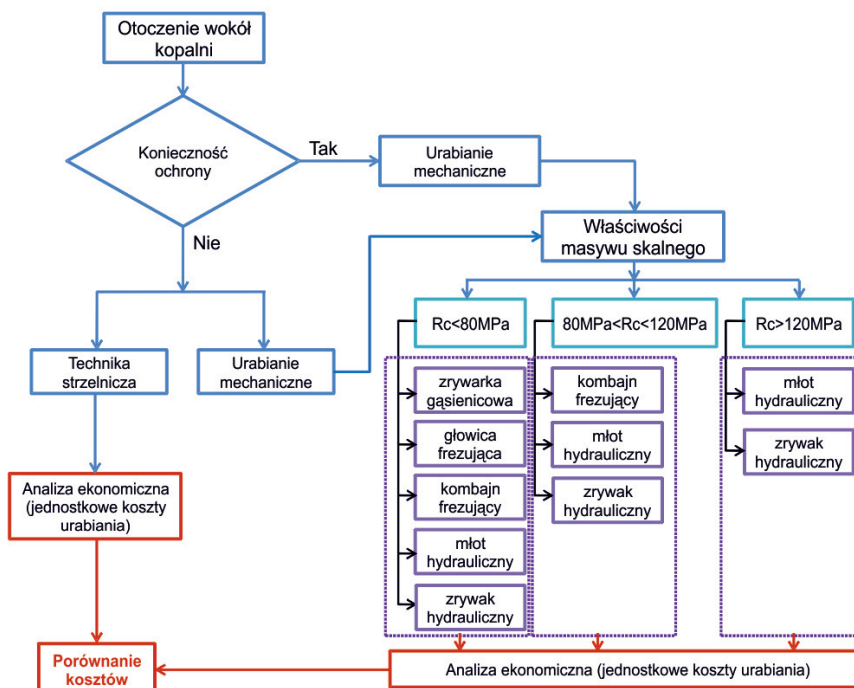 Otoczenie wokół
kopalni
Konieczność
ochrony
Tak
Urabianie
mechaniczne
Nie
Właściwości
masywu skalnego
Rc<80MPa
80MPa<Rc<120MPa
Rc>120MPa
Technika
strzelnicza
Urabianie
mechaniczne
zrywarka
gąsienicowa
głowica
frezująca
kombajn
frezujący
młot
hydrauliczny
zrywak
hydrauliczny
kombajn
frezujący
młot
hydrauliczny
zrywak
hydrauliczny
młot
hydrauliczny
zrywak
hydrauliczny
Analiza ekonomiczna
(jednostkowe koszty
urabiania)
Porównanie
kosztów
Analiza ekonomiczna (jednostkowe koszty urabiania)